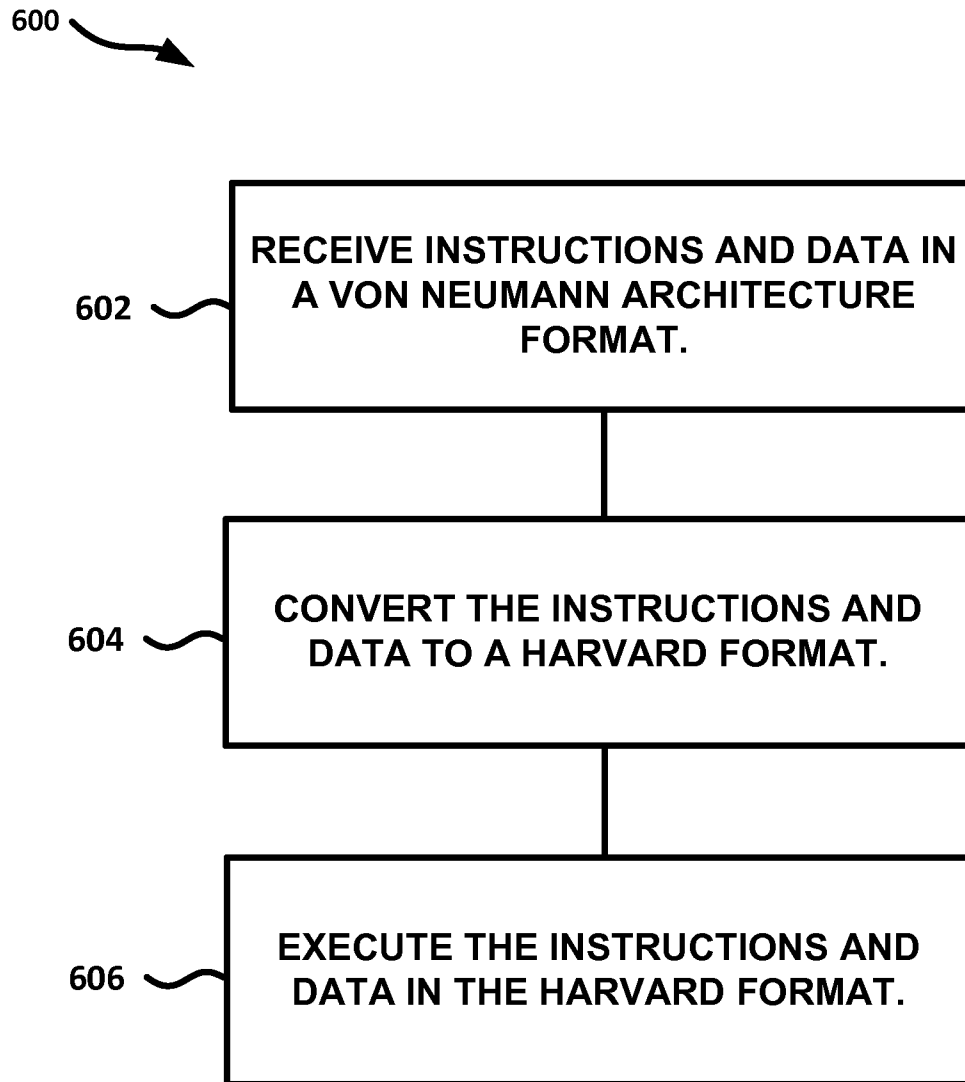 600
RECEIVE INSTRUCTIONS AND DATA IN
A VON NEUMANN ARCHITECTURE
FORMAT.
602
CONVERT THE INSTRUCTIONS AND
DATA TO A HARVARD FORMAT.
604
EXECUTE THE INSTRUCTIONS AND
DATA IN THE HARVARD FORMAT.
606